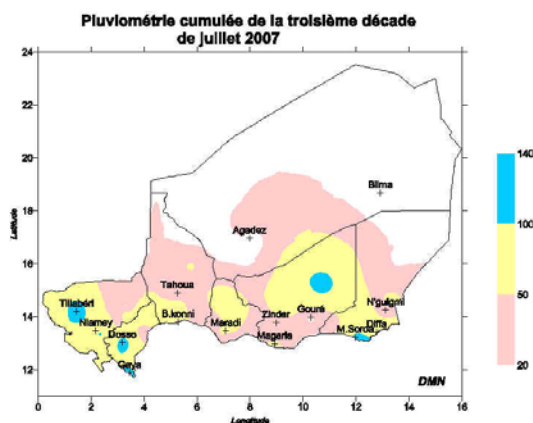 Pluviométrie cumulée de la troisième décade
de juillet 2007
24
22
20
18
16
14
12
Latitude
Bilma
Agadez
Tahoua
Tillabéri
Niamey
Dosso
Gaya
B.konni
Maradi
Zinder
Gouré
Magaria
N'guigmi
Diffa
M.Soroa
DMN
0
2
4
6
8
10
12
14
16
Longitude
140
100
50
20